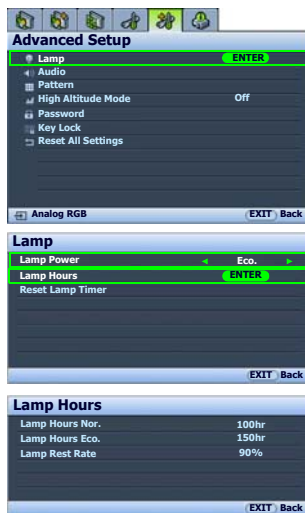 Advanced Setup
Lamp ENTER
Audio
Pattern
High Altitude Mode Off
Password
Key Lock
Reset All Settings
Analog RGB EXIT Back
Lamp
Lamp Power Eco.
Lamp Hours ENTER
Reset Lamp Timer
EXIT Back
Lamp Hours
Lamp Hours Nor. 100hr
Lamp Hours Eco. 150hr
Lamp Rest Rate 90%
EXIT Back